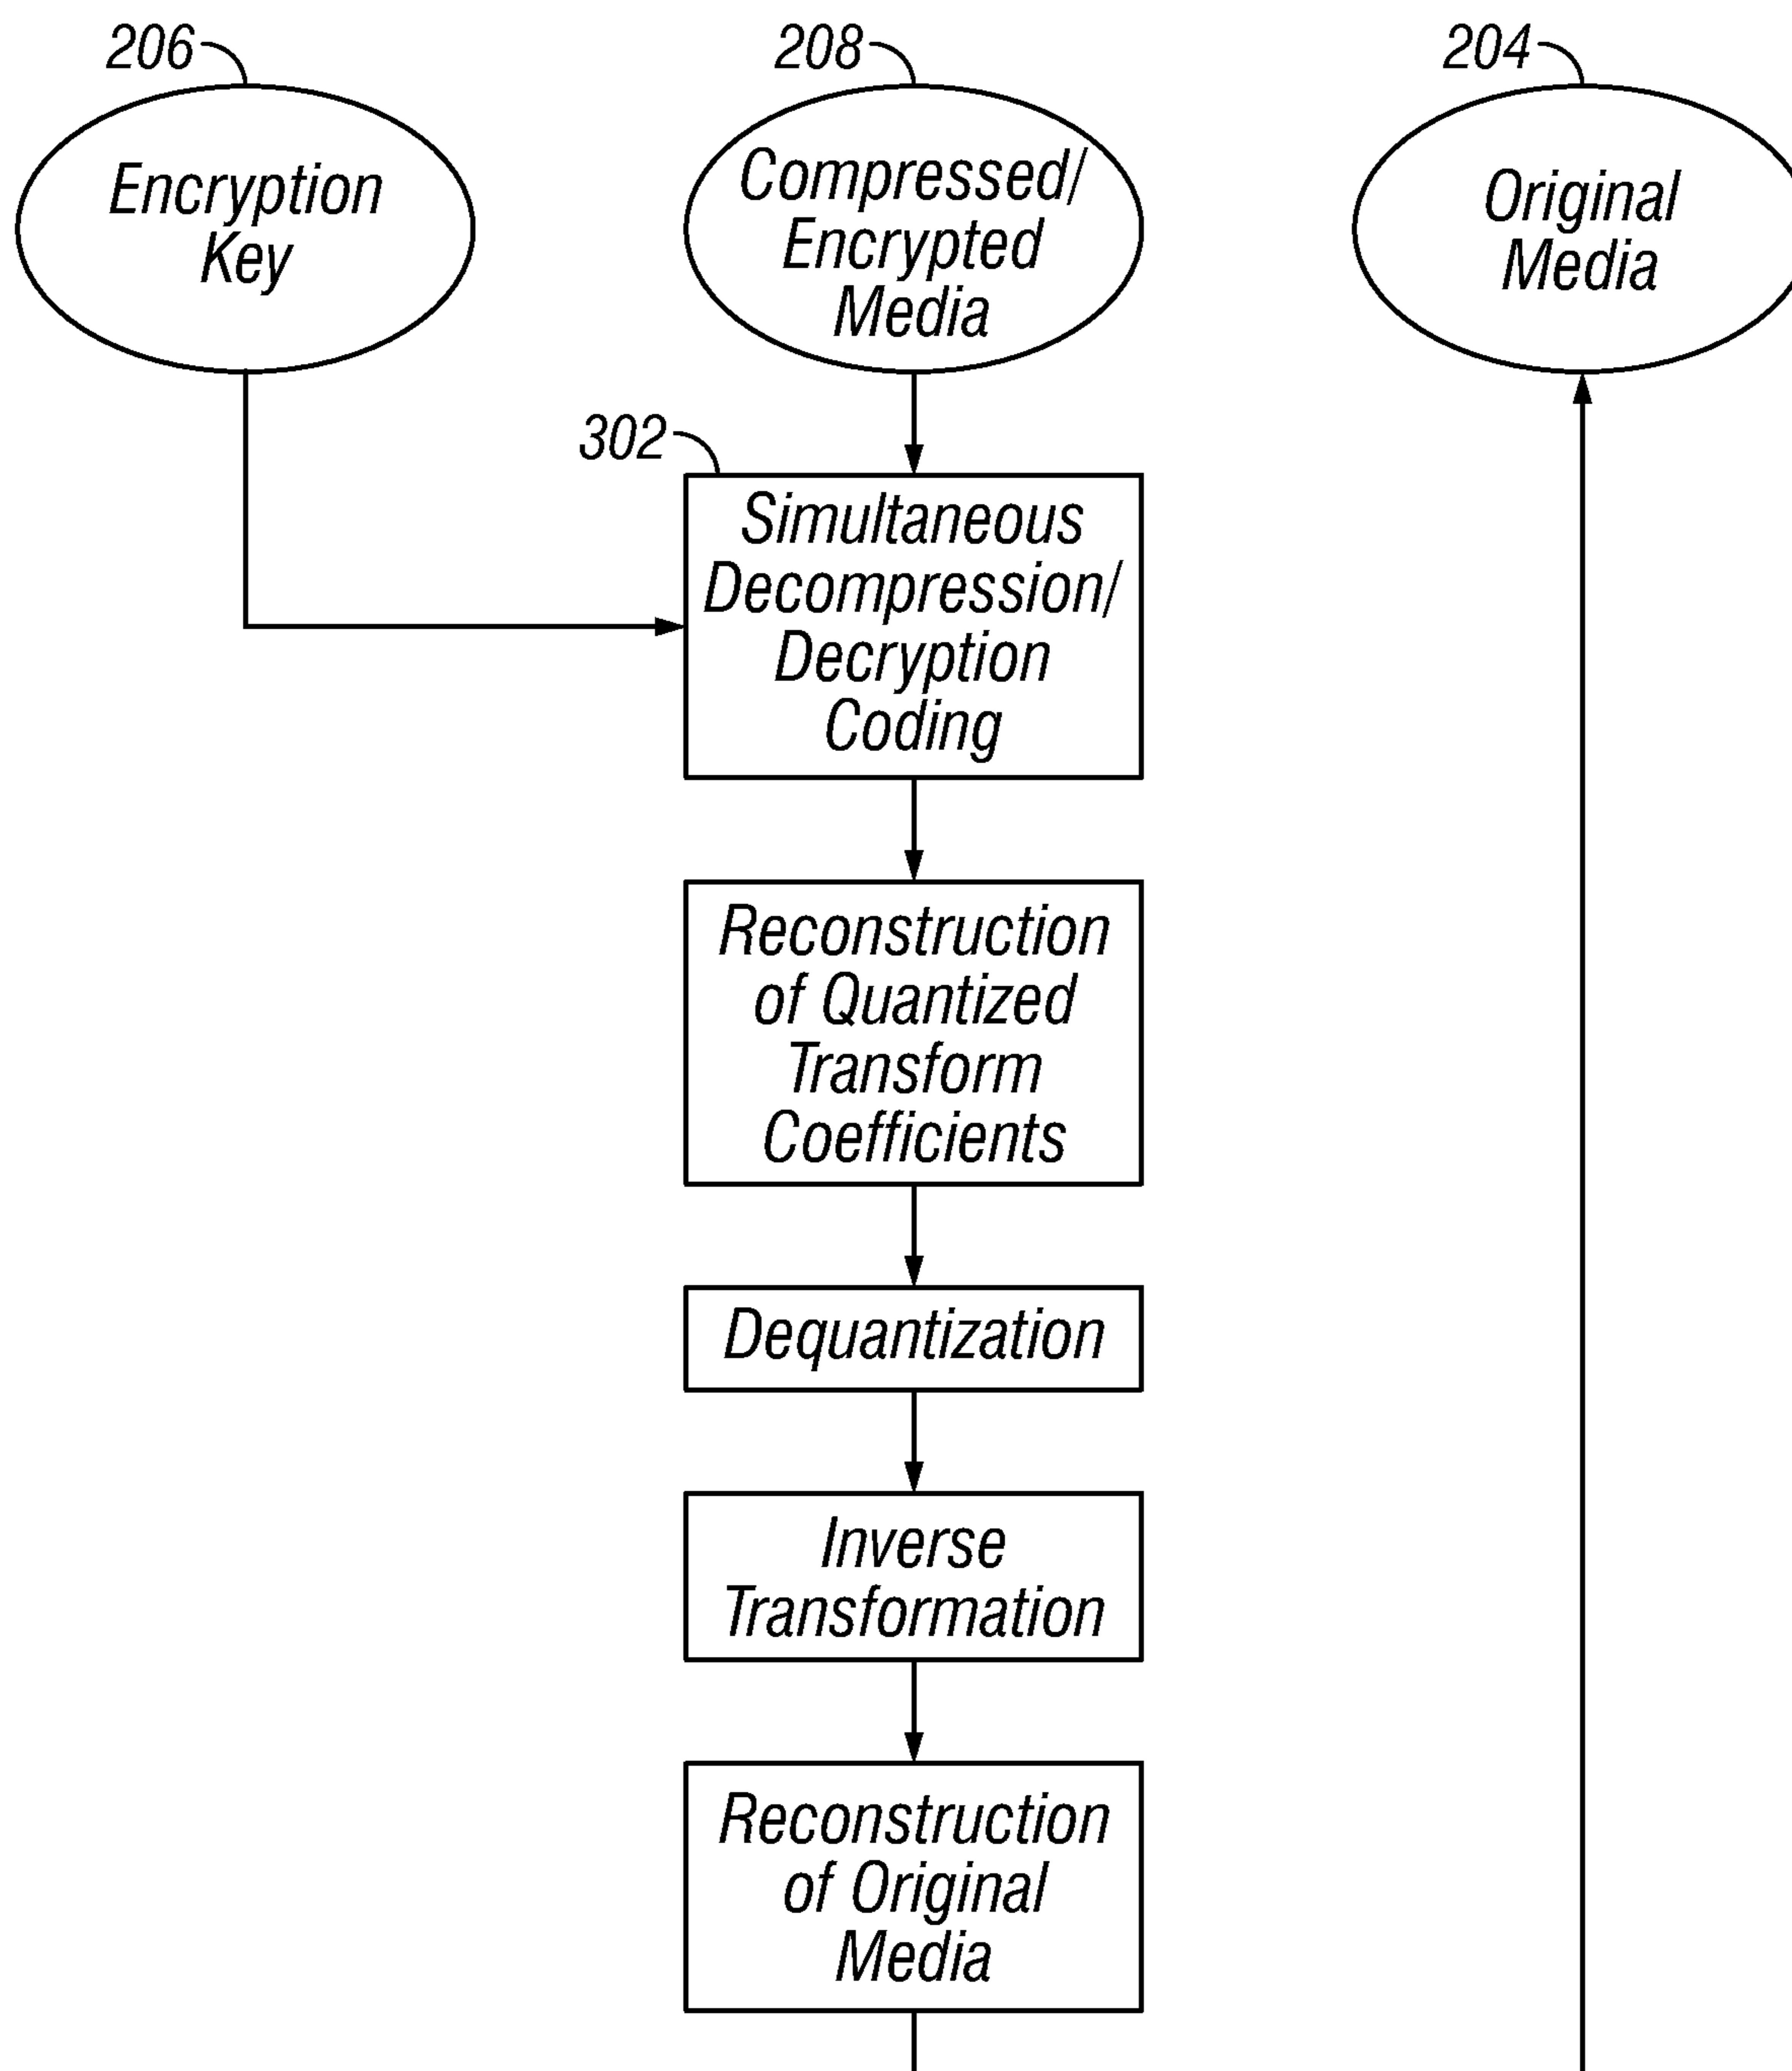 206
208
204
Encryption
Key
Compressed/
Encrypted
Media
Original
Media
302
Simultaneous
Decompression/
Decryption
Coding
Reconstruction
of Quantized
Transform
Coefficients
Dequantization
Inverse
Transformation
Reconstruction
of Original
Media